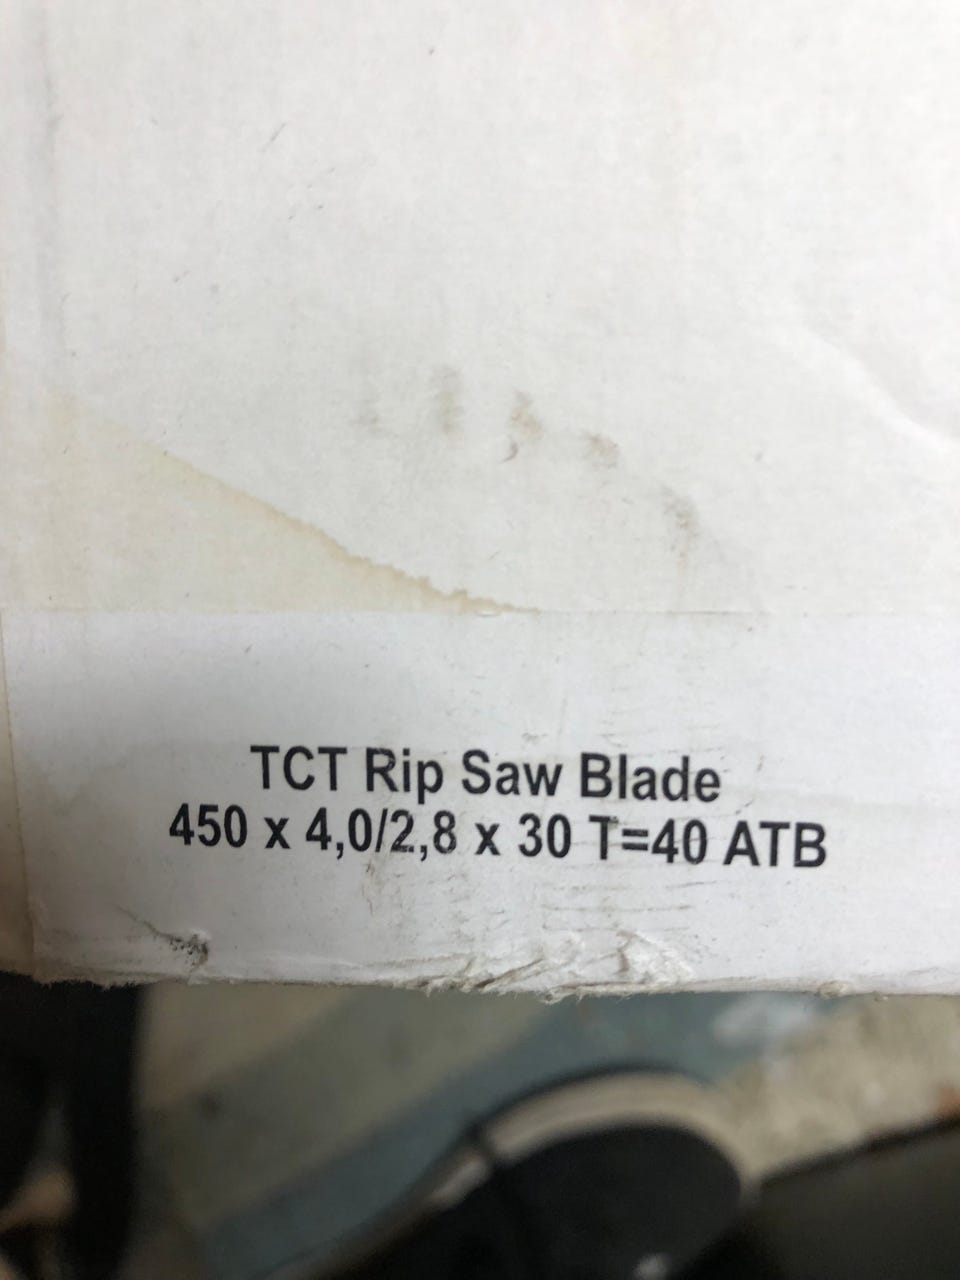 TCT Rip Saw Blade
450 x 4,0/2,8 x 30 T=40 ATB